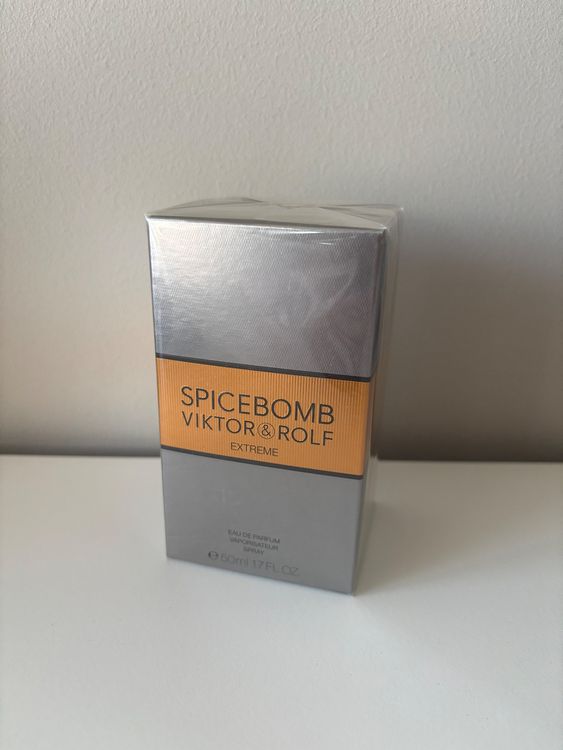 SPICEBOMB
VIKTOR&ROLF
EXTREME
EAU DE PARFUM
VAPORISATEUR
SPRAY
℮ 50ml 1.7 FL.OZ.